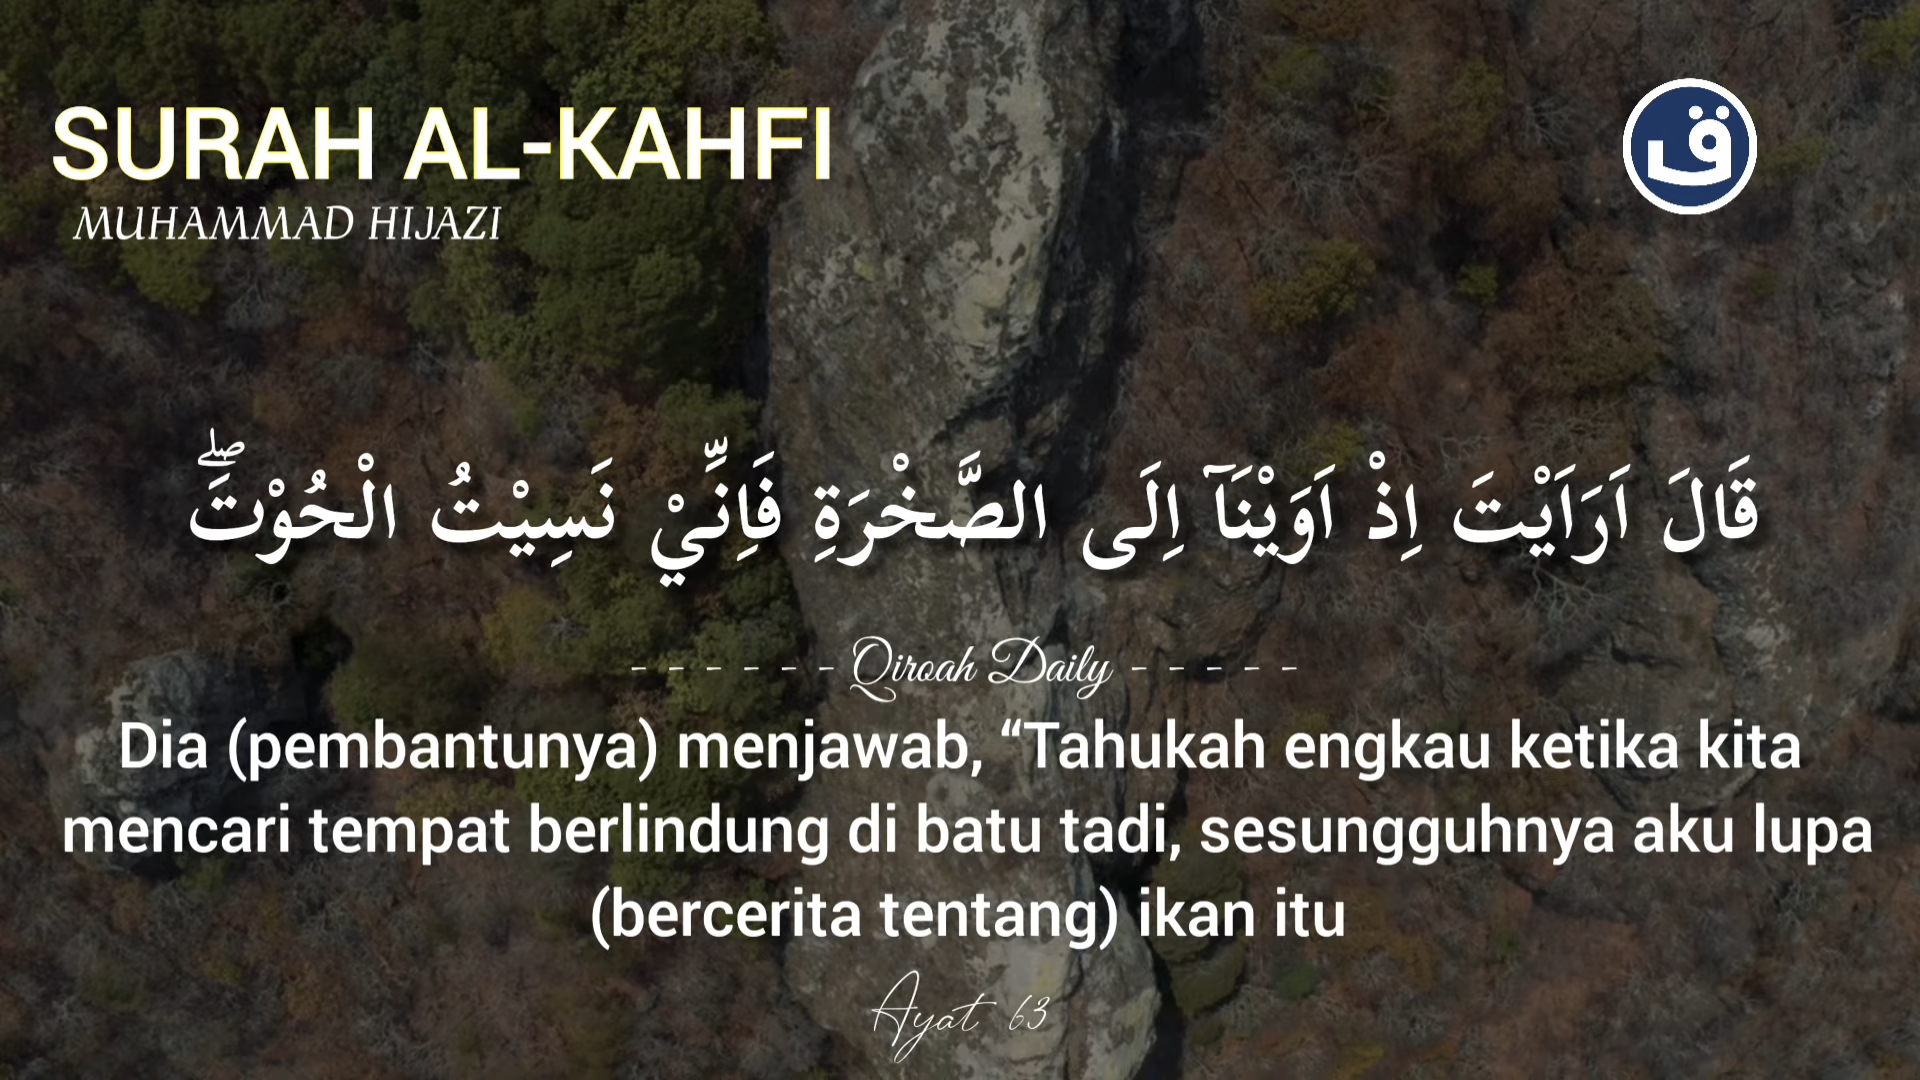 SURAH AL-KAHFI
MUHAMMAD HIJAZI
ق
قَالَ اَرَاَيْتَ اِذْ اَوَيْنَآ اِلَى الصَّخْرَةِ فَاِنِّيْ نَسِيْتُ الْحُوْتَۖ
- - - - - - Qiroah Daily - - - - -
Dia (pembantunya) menjawab, “Tahukah engkau ketika kita
mencari tempat berlindung di batu tadi, sesungguhnya aku lupa
(bercerita tentang) ikan itu
Ayat 63